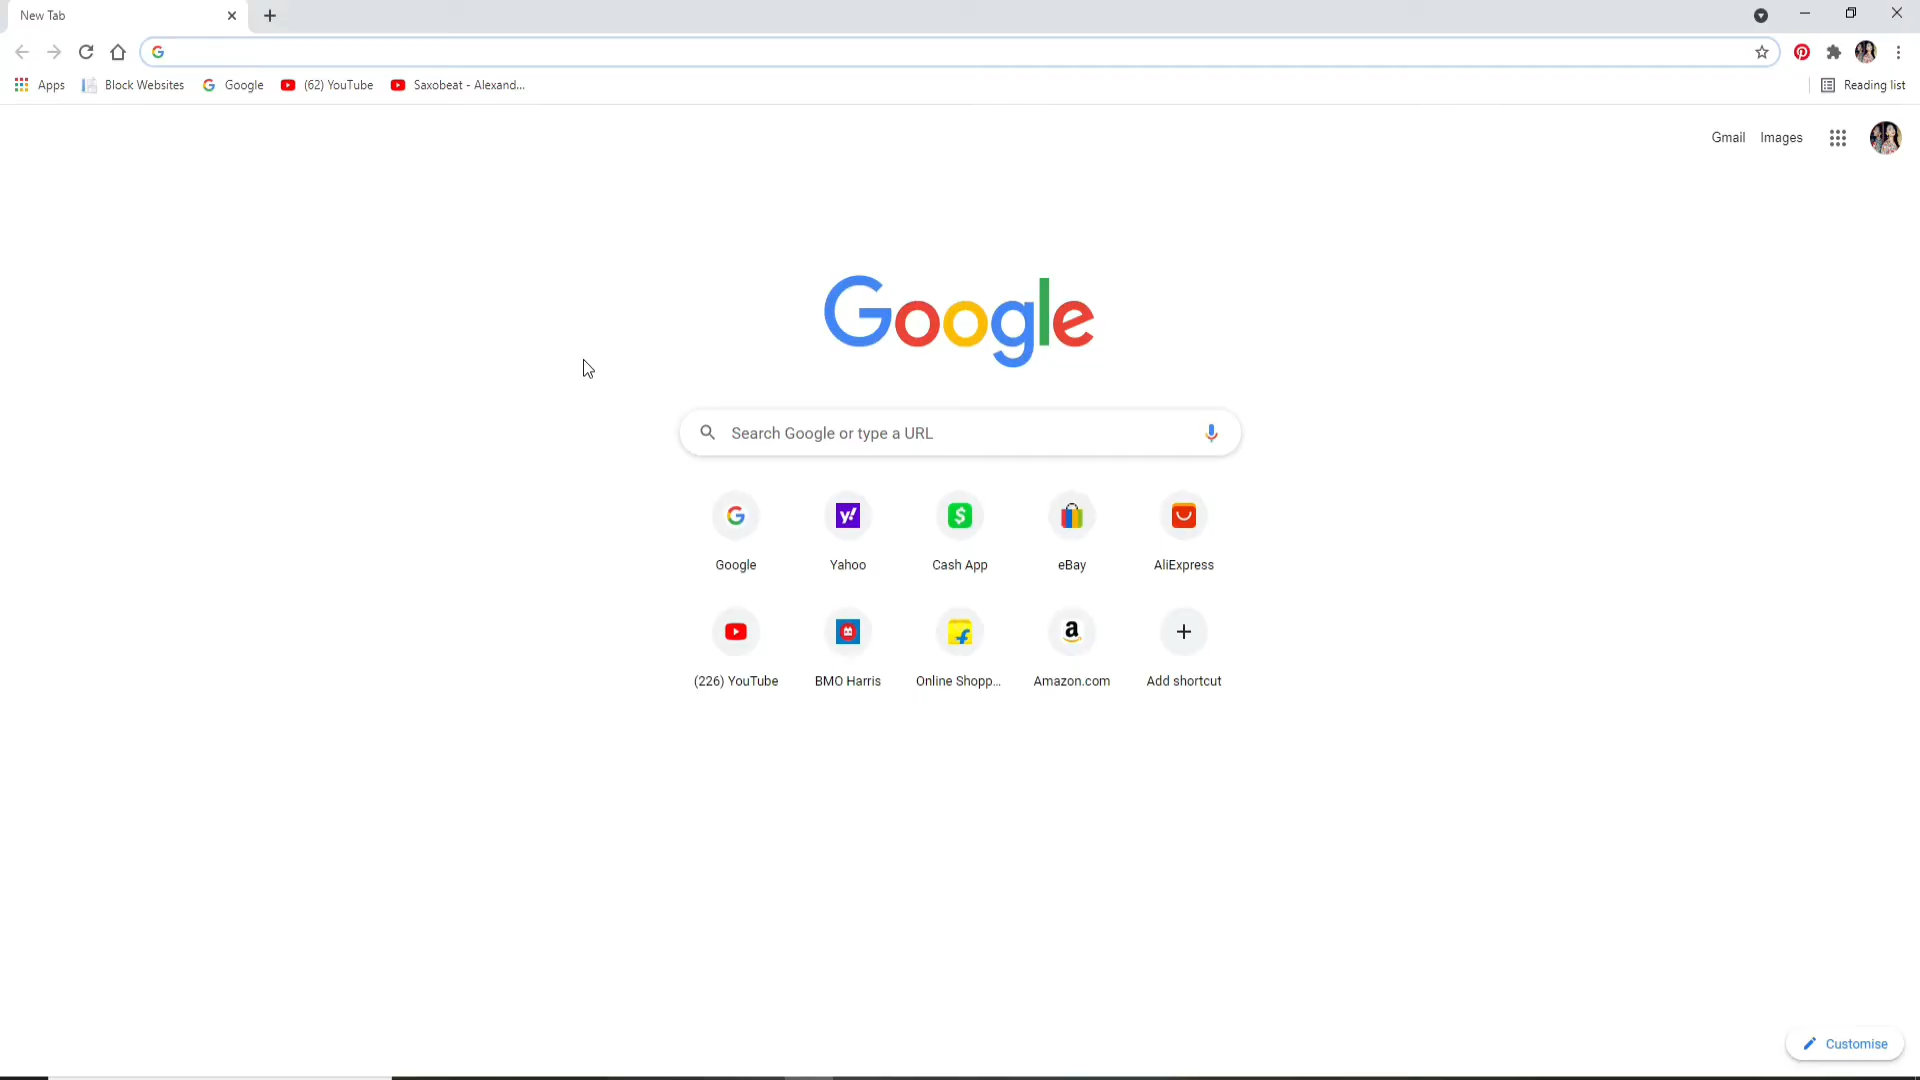 New Tab
Apps Block Websites Google (62) YouTube Saxobeat - Alexand... Reading list
Gmail Images
Google
Search Google or type a URL
Google Yahoo Cash App eBay AliExpress
(226) YouTube BMO Harris Online Shopp... Amazon.com Add shortcut
Customise